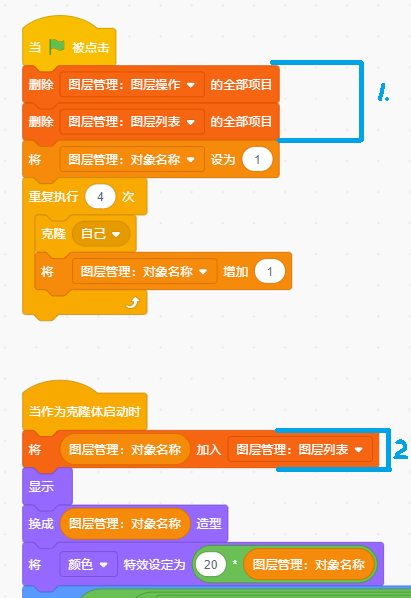 当 被点击
删除 图层管理：图层操作 的全部项目
删除 图层管理：图层列表 的全部项目
1.
将 图层管理：对象名称 设为 1
重复执行 4 次
克隆 自己
将 图层管理：对象名称 增加 1
当作为克隆体启动时
将 图层管理：对象名称 加入 图层管理：图层列表
2
显示
换成 图层管理：对象名称 造型
将 颜色 特效设定为 20 * 图层管理：对象名称